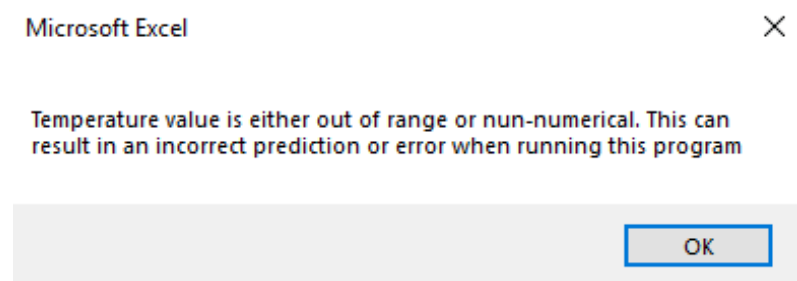 Microsoft Excel
Temperature value is either out of range or nun-numerical. This can
result in an incorrect prediction or error when running this program
OK